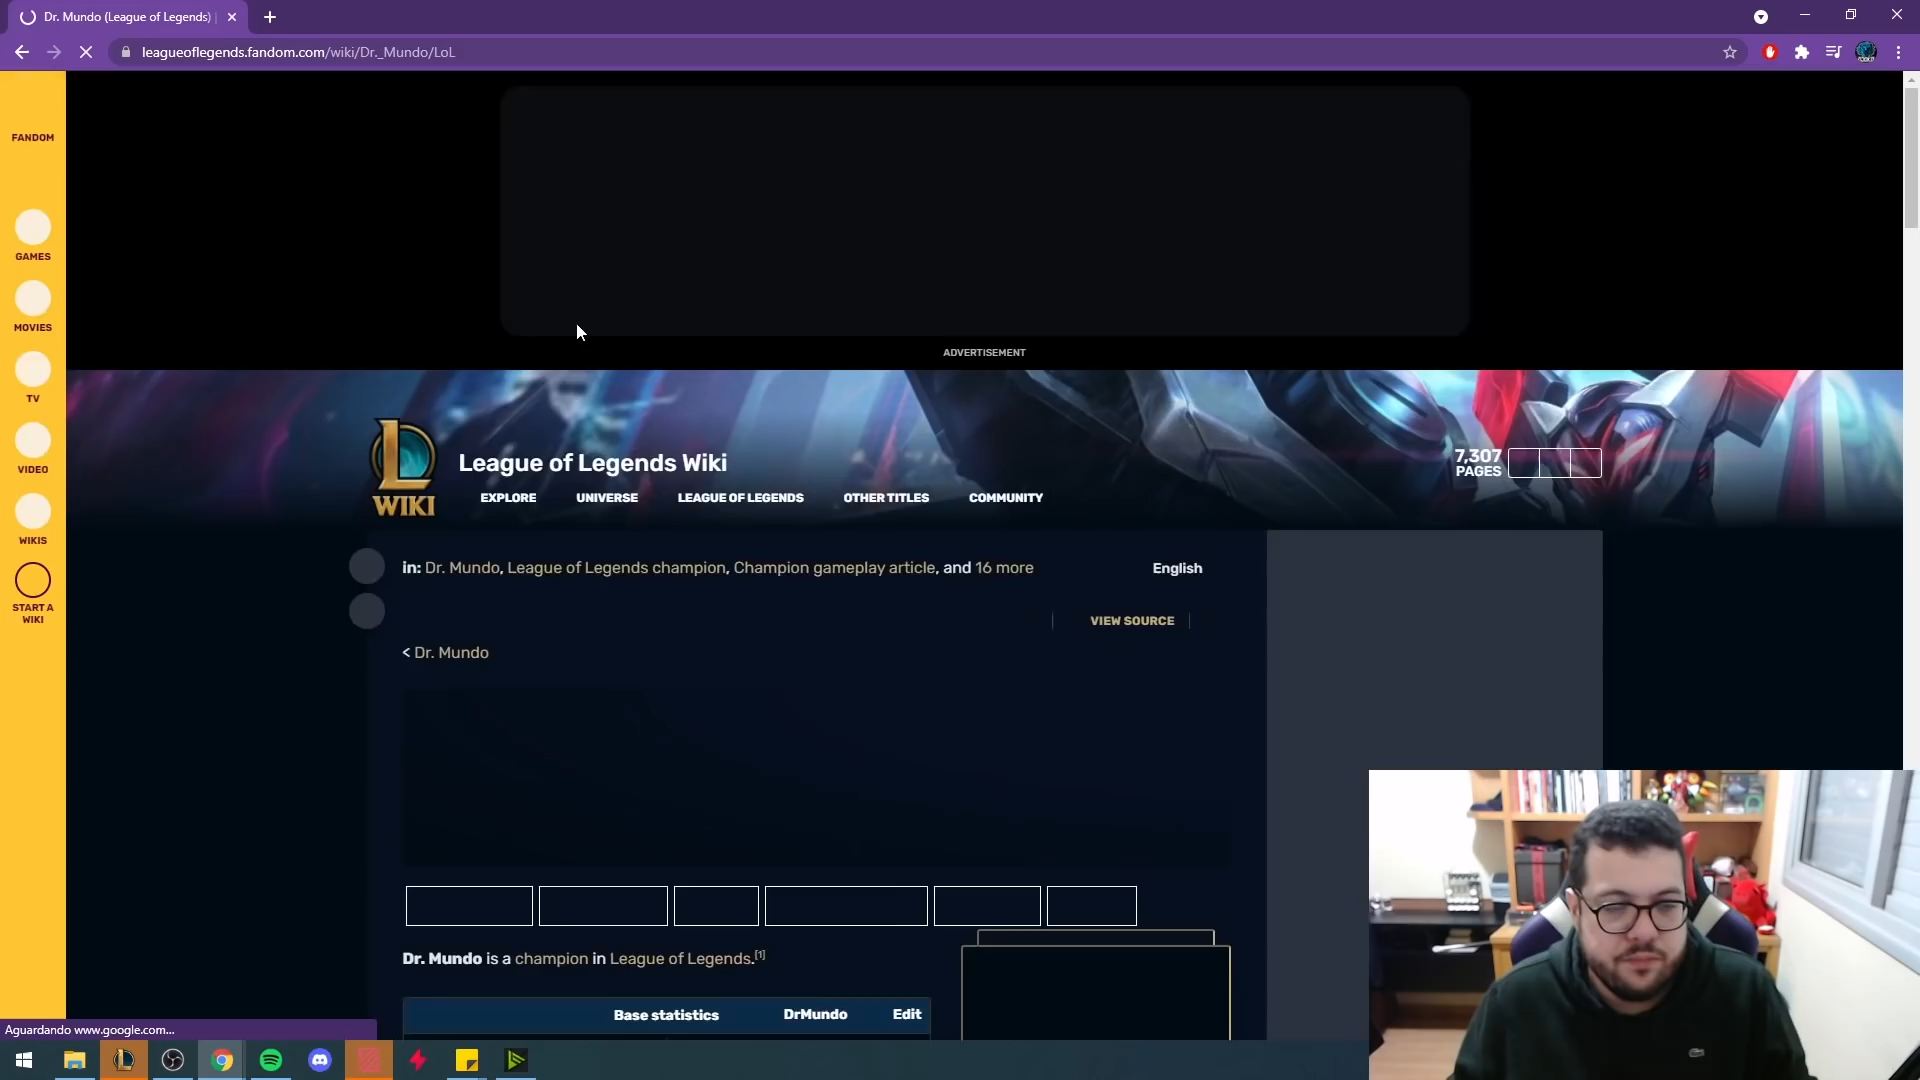 Dr. Mundo (League of Legends) |
leagueoflegends.fandom.com/wiki/Dr._Mundo/LoL
FANDOM
GAMES
MOVIES
TV
VIDEO
WIKIS
START A
WIKI
ADVERTISEMENT
WIKI
League of Legends Wiki
7,307
PAGES
EXPLORE UNIVERSE LEAGUE OF LEGENDS OTHER TITLES COMMUNITY
in: Dr. Mundo, League of Legends champion, Champion gameplay article, and 16 more
English
VIEW SOURCE
< Dr. Mundo
Dr. Mundo is a champion in League of Legends.[1]
Base statistics DrMundo Edit
Aguardando www.google.com...